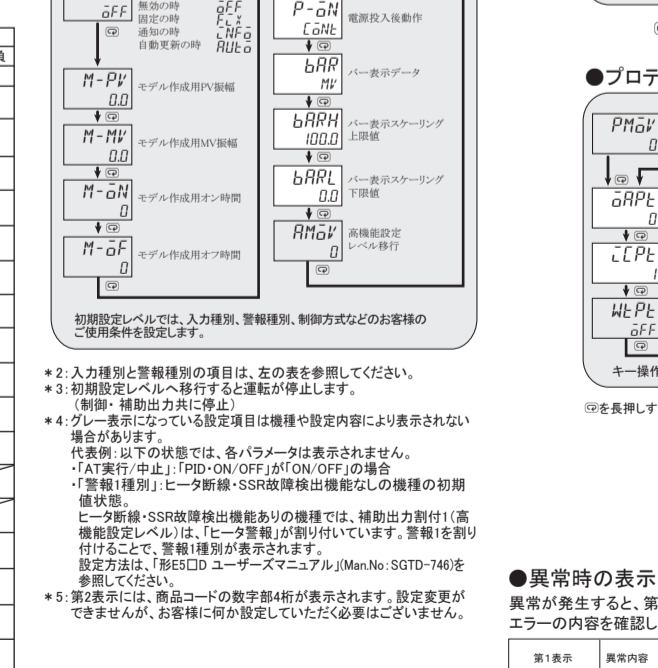 無効の時 oFF
oFF
固定の時 FiX
通知の時 iNFo
自動更新の時 AUto
M-PV
0.0
モデル作成用PV振幅
M-MV
0.0
モデル作成用MV振幅
M-oN
0
モデル作成用オン時間
M-oF
0
モデル作成用オフ時間
P-oN
CoNt
電源投入後動作
bAR
MV
バー表示データ
bARH
100.0
バー表示スケーリング
上限値
bARL
0.0
バー表示スケーリング
下限値
AMoV
0
高機能設定
レベル移行
初期設定レベルでは、入力種別、警報種別、制御方式などのお客様の
ご使用条件を設定します。
*2:入力種別と警報種別の項目は、左の表を参照してください。
*3:初期設定レベルへ移行すると運転が停止します。
(制御・補助出力共に停止)
*4:グレー表示になっている設定項目は機種や設定内容により表示されない
場合があります。
代表例:以下の状態では、各パラメータは表示されません。
・「AT実行/中止」:「PID・ON/OFF」が「ON/OFF」の場合
・「警報1種別」:ヒータ断線・SSR故障検出機能なしの機種の初期
値状態。
ヒータ断線・SSR故障検出機能ありの機種では、補助出力割付1(高
機能設定レベル)は、「ヒータ警報」が割り付いています。警報1を割り
付けることで、警報1種別が表示されます。
設定方法は、「形E5□D ユーザーズマニュアル」(Man.No:SGTD-746)を
参照してください。
*5:第2表示には、商品コードの数字部4桁が表示されます。設定変更が
できませんが、お客様に何か設定していただく必要はございません。
●プロテ
PMoV
0
oAPt
0
iCPt
1
WtPt
oFF
キー操作
を長押しす
●異常時の表示
異常が発生すると、第
エラーの内容を確認し
第1表示 異常内容